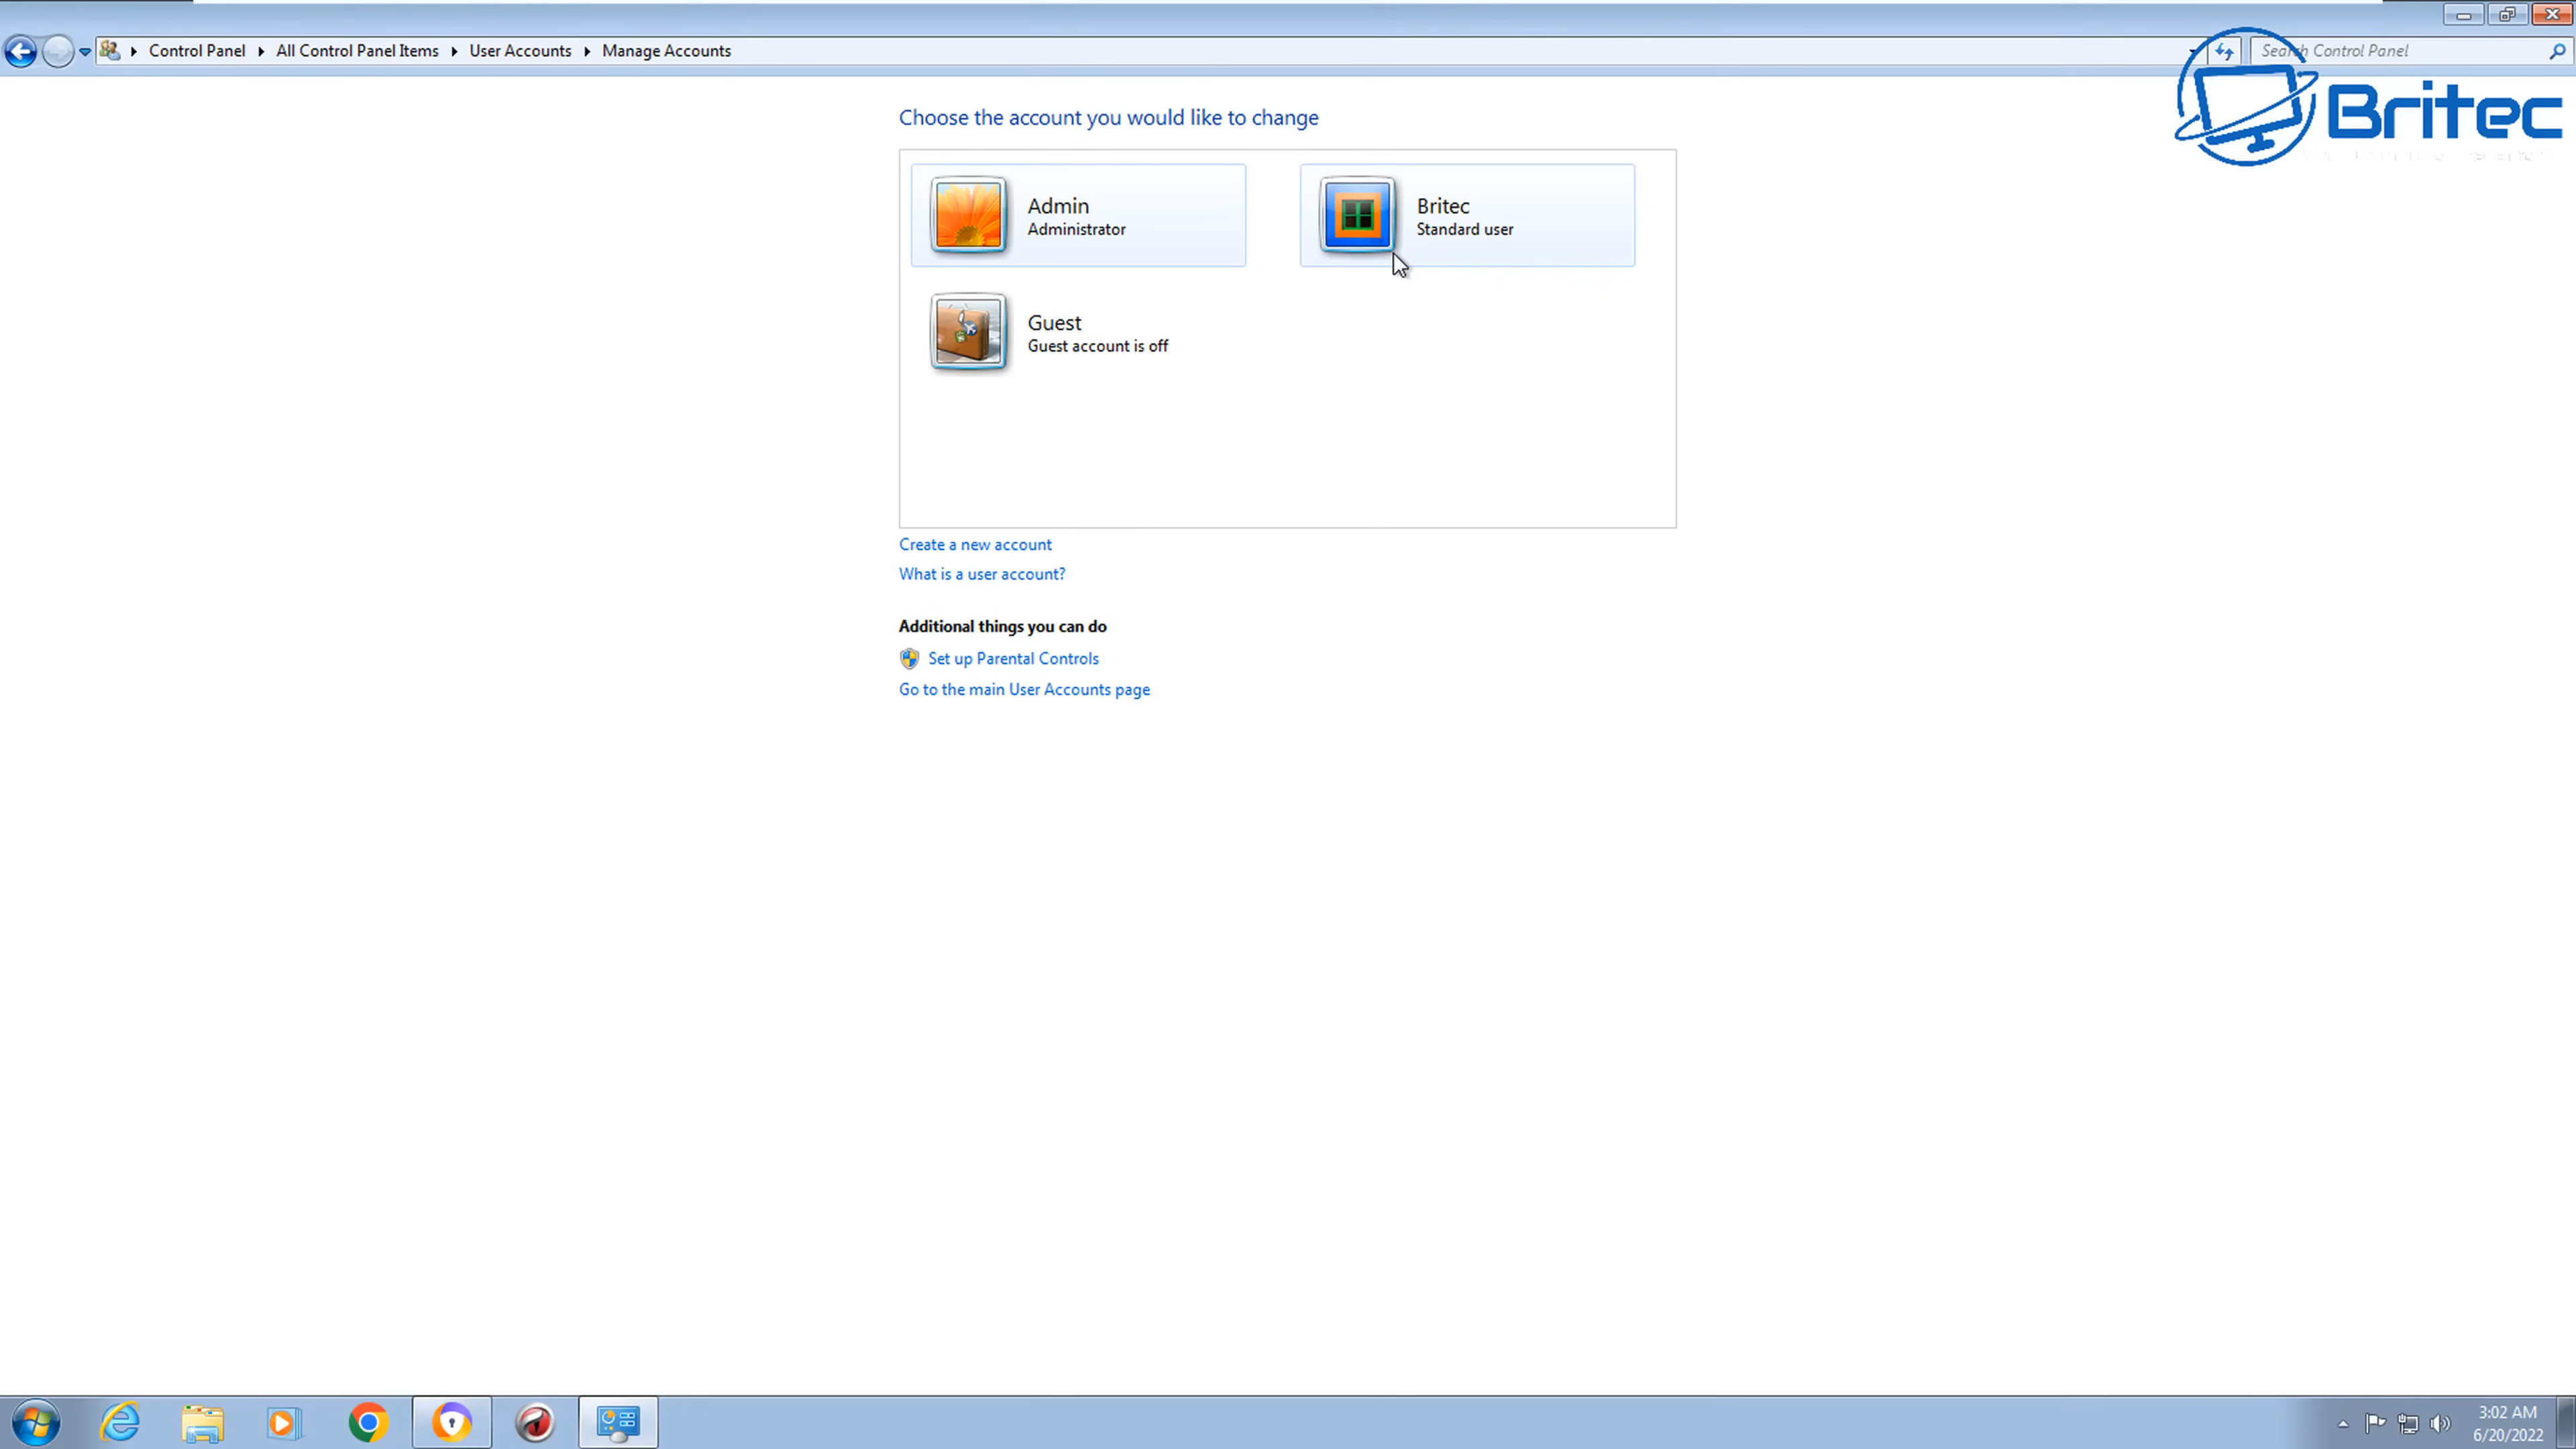 Control Panel All Control Panel Items User Accounts Manage Accounts
Search Control Panel
Britec
Choose the account you would like to change
Admin
Administrator
Britec
Standard user
Guest
Guest account is off
Create a new account
What is a user account?
Additional things you can do
Set up Parental Controls
Go to the main User Accounts page
3:02 AM
6/20/2022